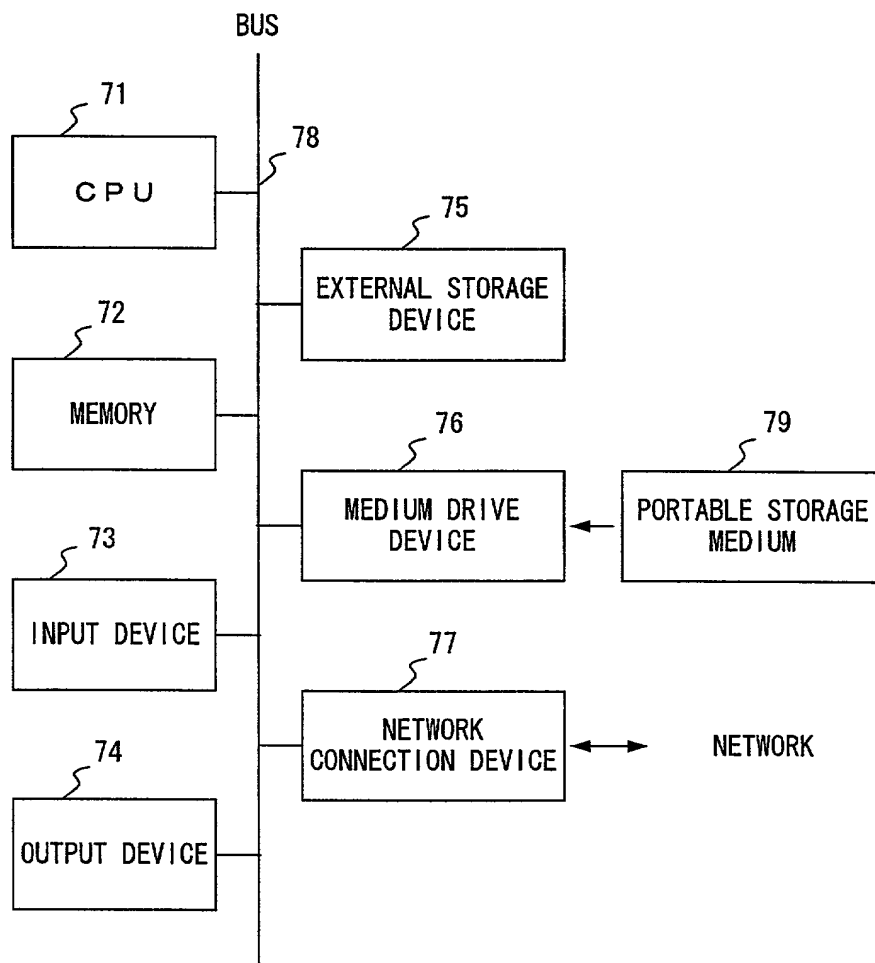 BUS
71
CPU
78
75
EXTERNAL STORAGE
DEVICE
72
MEMORY
76
MEDIUM DRIVE
DEVICE
79
PORTABLE STORAGE
MEDIUM
73
INPUT DEVICE
77
NETWORK
CONNECTION DEVICE
NETWORK
74
OUTPUT DEVICE